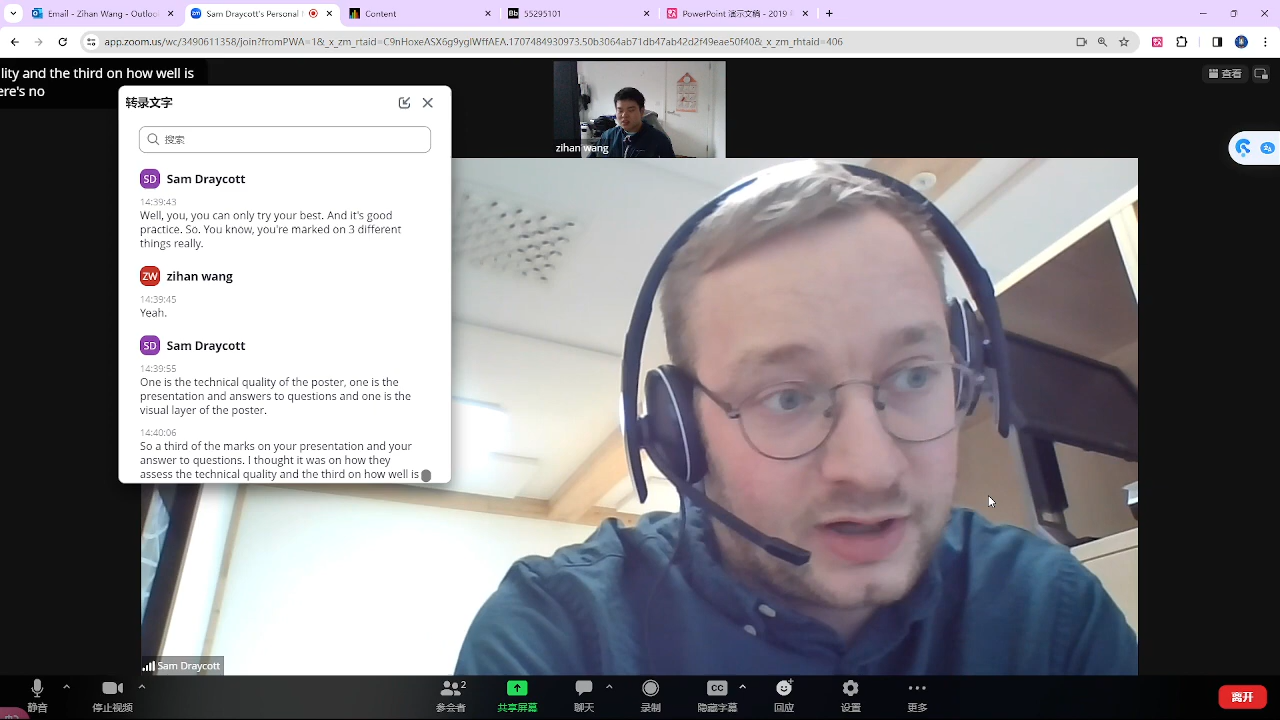 Email - Zihan Wang - Outloo
Sam Draycott's Personal
Content
Bb 55295101
PowerPoint 演示文稿 - 2019
app.zoom.us/wc/3490611358/join?fromPWA=1&_x_zm_rtaid=C9nHoxeASX6g9ygIWffAEA.1707484930973.50b3064ab71db47ab42d2f49eae50f40&_x_zm_rhtaid=406
lity and the third on how well is
ere's no
查看
zihan wang
转录文字
搜索
SD Sam Draycott
14:39:43
Well, you, you can only try your best. And it's good
practice. So. You know, you're marked on 3 different
things really.
ZW zihan wang
14:39:45
Yeah.
SD Sam Draycott
14:39:55
One is the technical quality of the poster, one is the
presentation and answers to questions and one is the
visual layer of the poster.
14:40:06
So a third of the marks on your presentation and your
answer to questions. I thought it was on how they
assess the technical quality and the third on how well is
Sam Draycott
静音
停止视频
2
参会者
共享屏幕
聊天
录制
CC
隐藏字幕
回应
设置
更多
离开